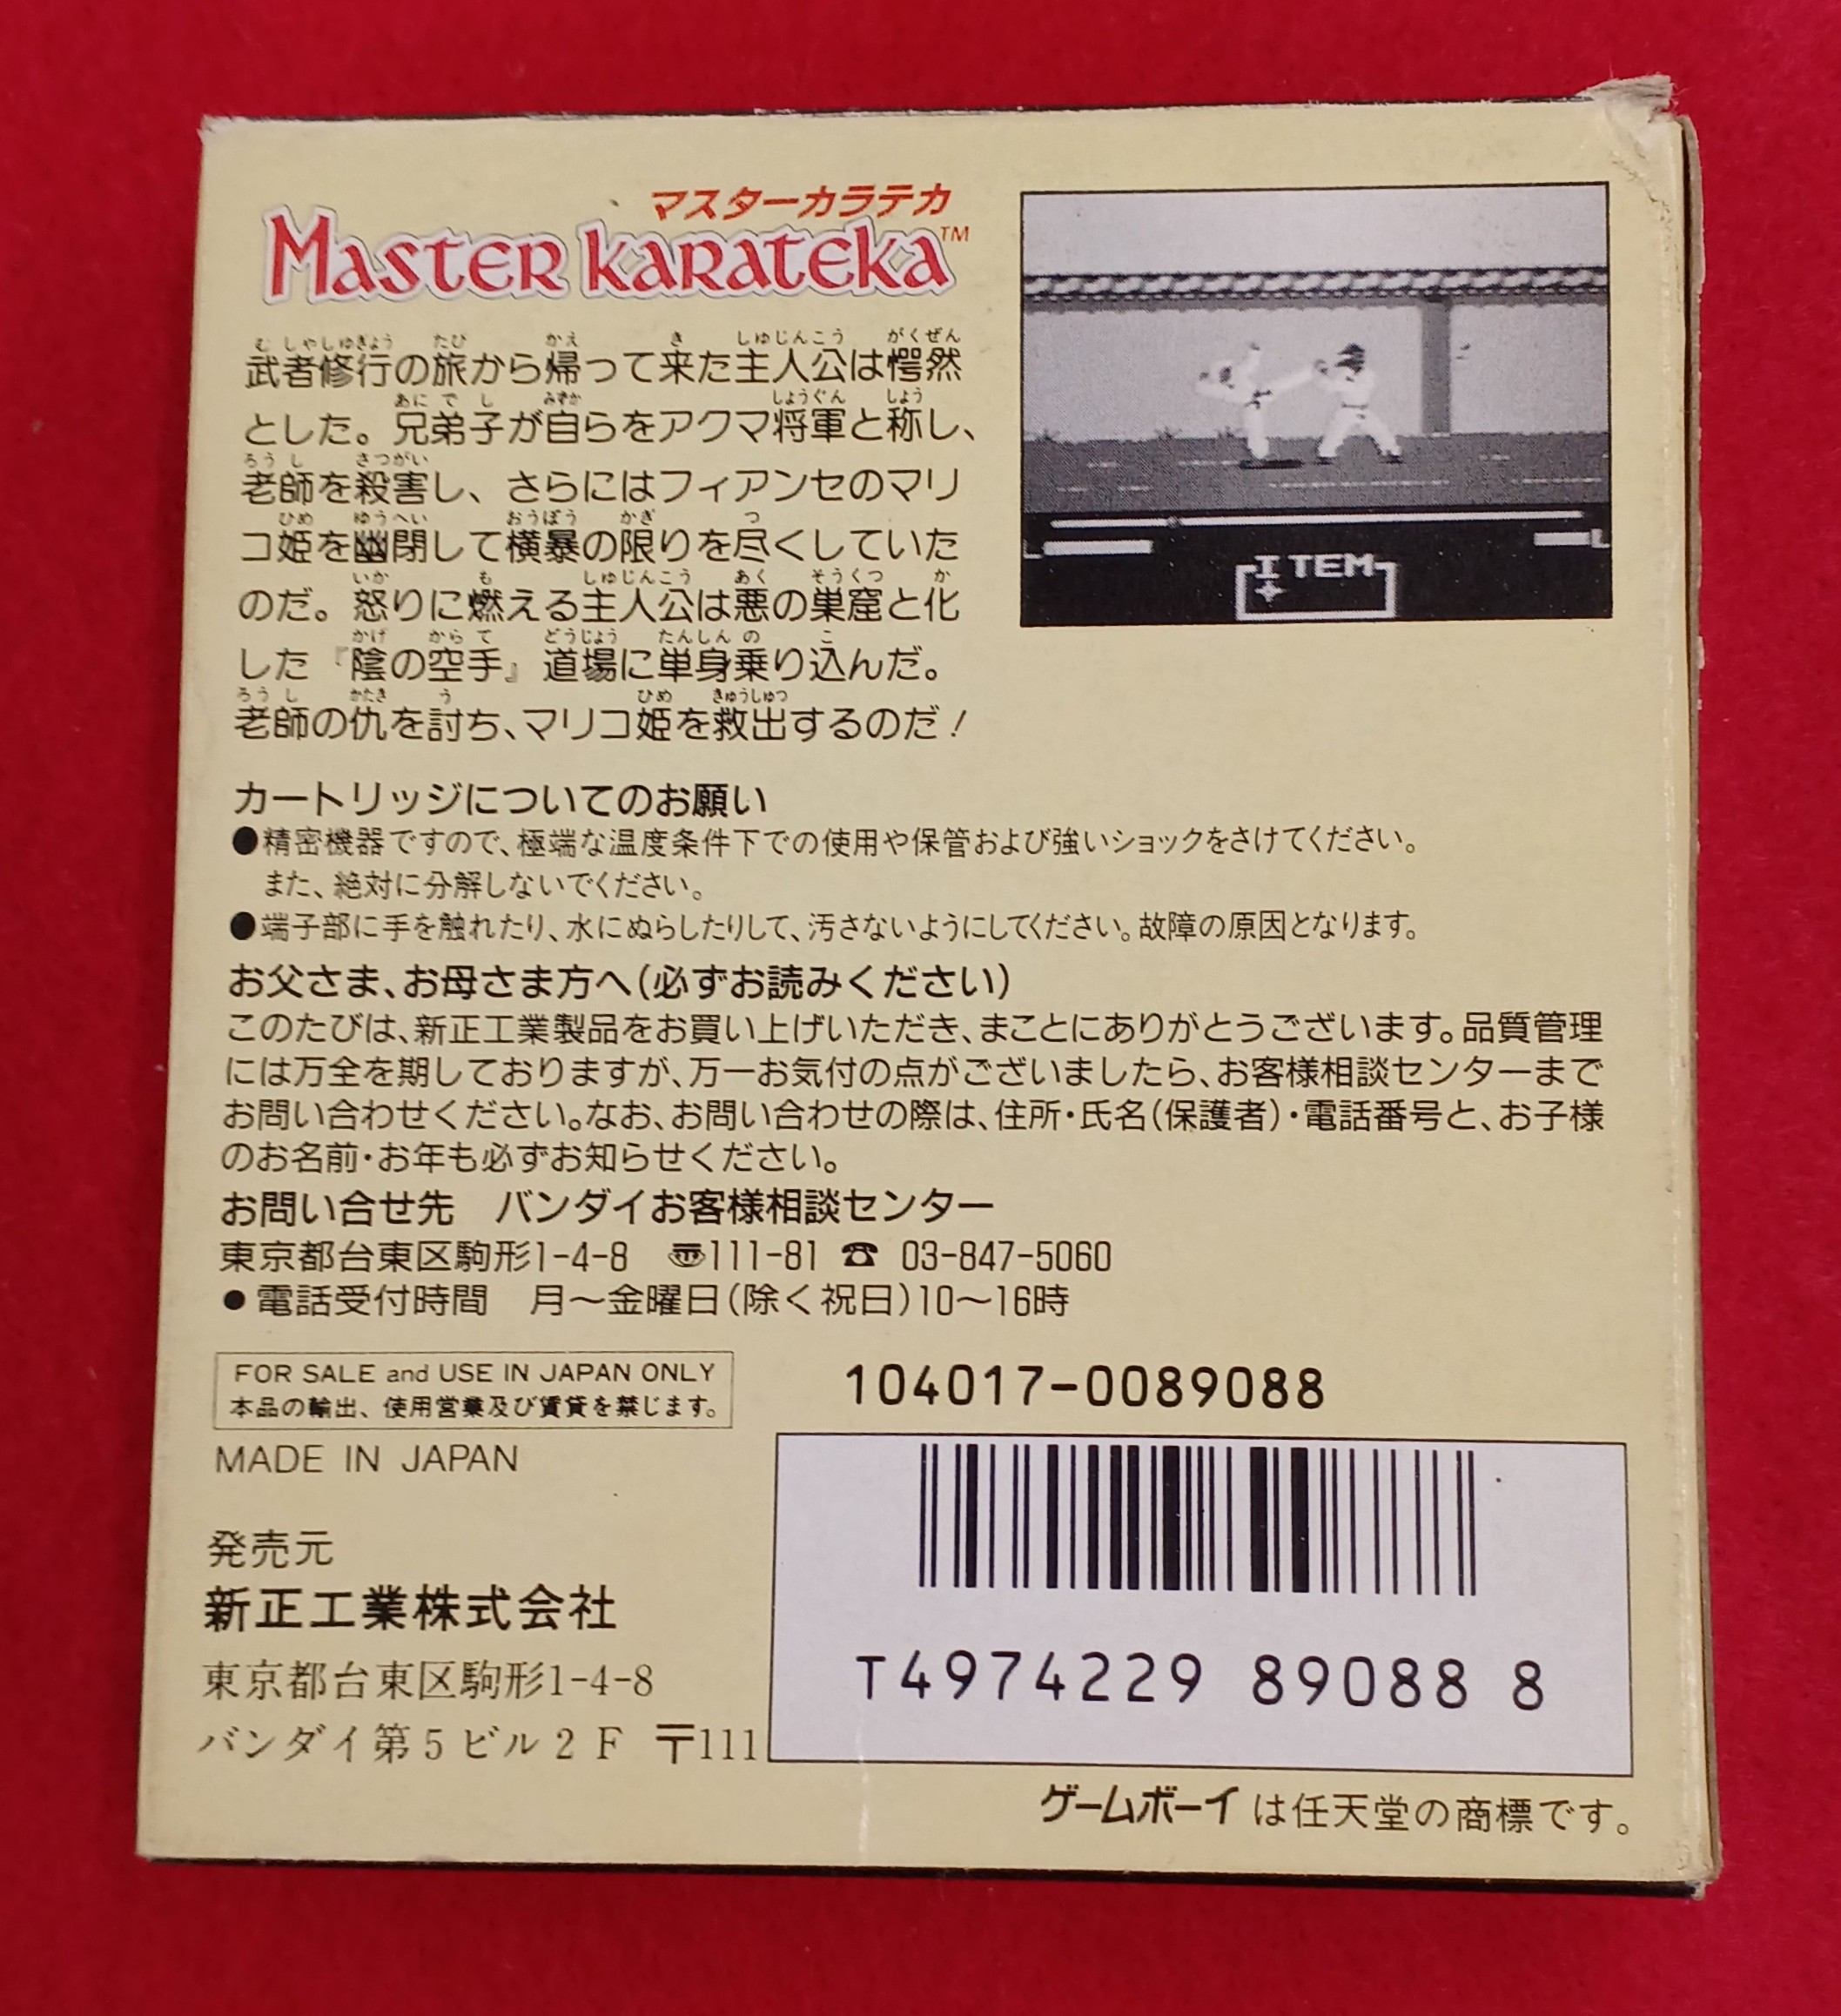 マスターカラテカ
MASTER KARATEKA™
武者修行の旅から帰って来た主人公は愕然
とした。兄弟子が自らをアクマ将軍と称し、
老師を殺害し、さらにはフィアンセのマリ
コ姫を幽閉して横暴の限りを尽くしていた
のだ。怒りに燃える主人公は悪の巣窟と化
した『陰の空手』道場に単身乗り込んだ。
老師の仇を討ち、マリコ姫を救出するのだ!
ITEM
カートリッジについてのお願い
●精密機器ですので、極端な温度条件下での使用や保管および強いショックをさけてください。
また、絶対に分解しないでください。
●端子部に手を触れたり、水にぬらしたりして、汚さないようにしてください。故障の原因となります。
お父さま、お母さま方へ(必ずお読みください)
このたびは、新正工業製品をお買い上げいただき、まことにありがとうございます。品質管理
には万全を期しておりますが、万一お気付の点がございましたら、お客様相談センターまで
お問い合わせください。なお、お問い合わせの際は、住所・氏名(保護者)・電話番号と、お子様
のお名前・お年も必ずお知らせください。
お問い合せ先 バンダイお客様相談センター
東京都台東区駒形1-4-8 〠111-81 ☎ 03-847-5060
●電話受付時間 月〜金曜日(除く祝日)10〜16時
FOR SALE and USE IN JAPAN ONLY
本品の輸出、使用営業及び賃貸を禁じます。
MADE IN JAPAN
104017-0089088
発売元
新正工業株式会社
東京都台東区駒形1-4-8
バンダイ第5ビル2F 〒111
T4974229 89088 8
ゲームボーイは任天堂の商標です。